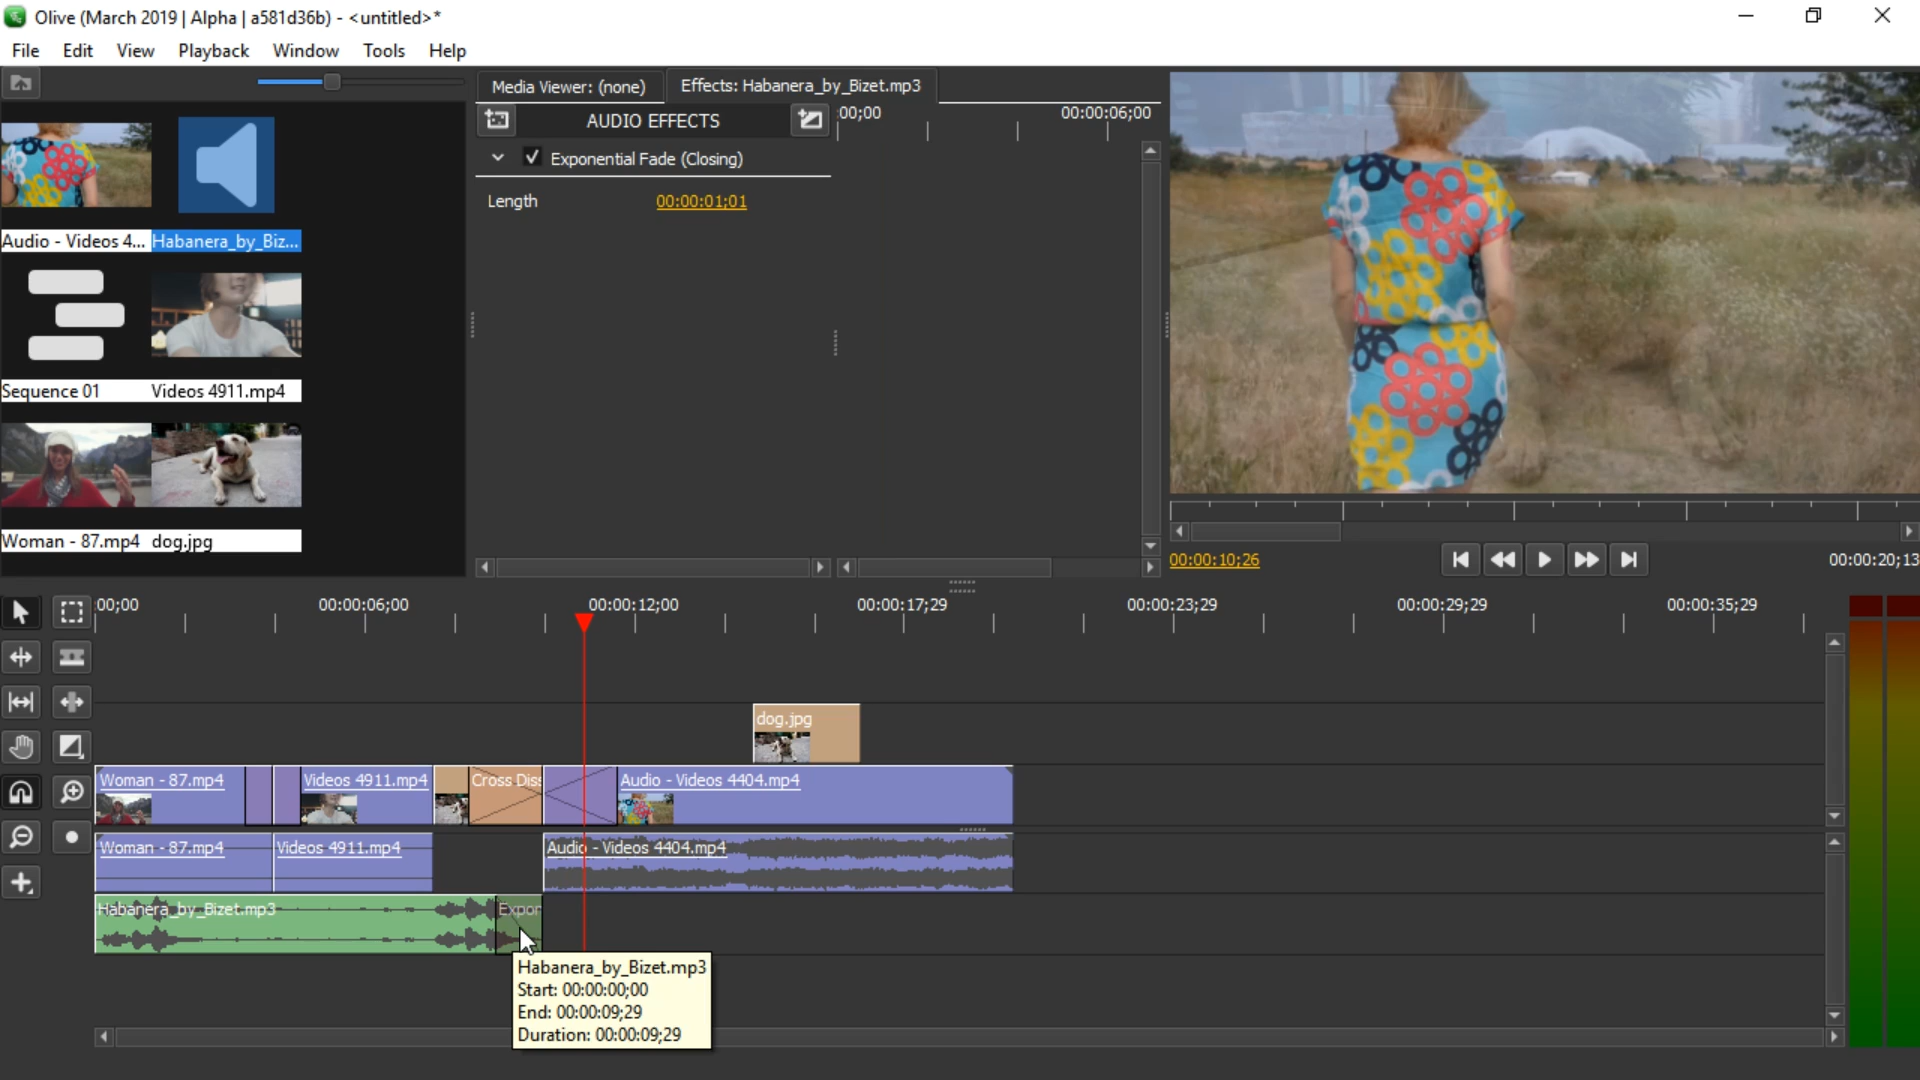 Olive (March 2019 | Alpha | a581d36b) - <untitled>*
File Edit View Playback Window Tools Help
Media Viewer: (none) Effects: Habanera_by_Bizet.mp3
AUDIO EFFECTS
:00;00 00:00:06;00
Exponential Fade (Closing)
Length 00:00:01;01
Audio - Videos 4... Habanera_by_Biz...
Sequence 01 Videos 4911.mp4
Woman - 87.mp4 dog.jpg
00:00:10;26 00:00:20;13
:00;00 00:00:06;00 00:00:12;00 00:00:17;29 00:00:23;29 00:00:29;29 00:00:35;29
dog.jpg
Woman - 87.mp4 Videos 4911.mp4 Cross Diss Audio - Videos 4404.mp4
Woman - 87.mp4 Videos 4911.mp4 Audio - Videos 4404.mp4
Habanera_by_Bizet.mp3 Expon
Habanera_by_Bizet.mp3
Start: 00:00:00;00
End: 00:00:09;29
Duration: 00:00:09;29